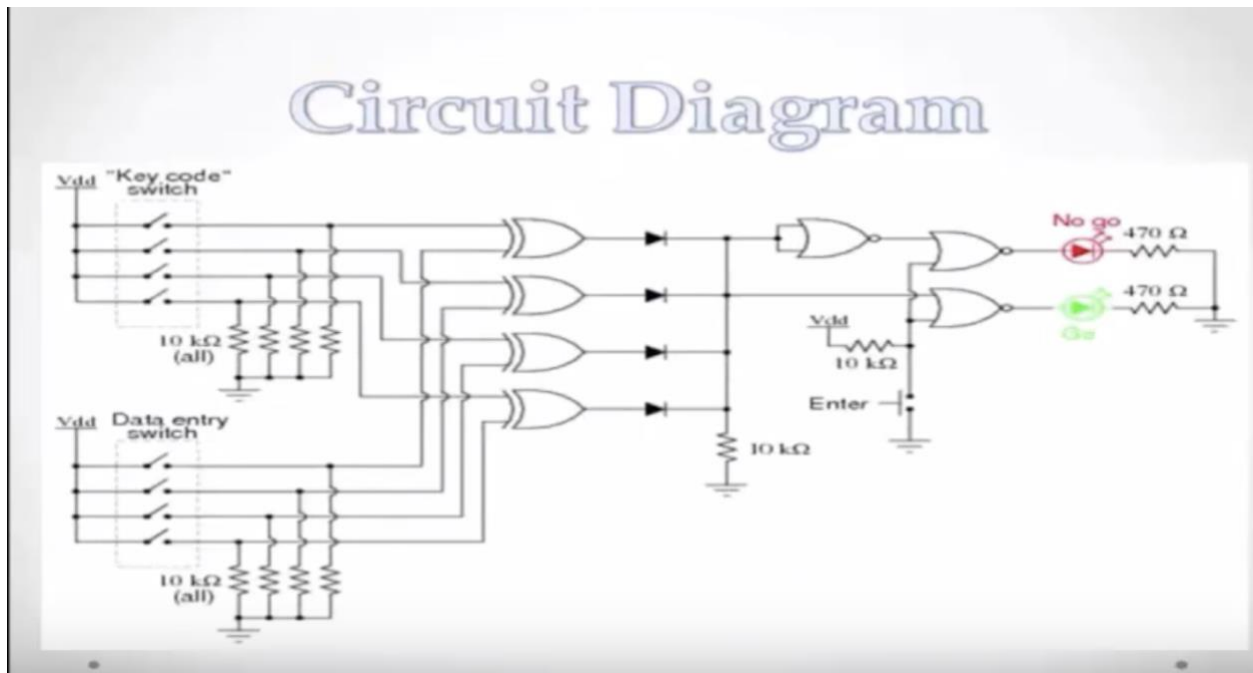 Circuit Diagram
Vdd
"Key code"
switch
10 kΩ
(all)
Vdd
Data entry
switch
10 kΩ
(all)
10 kΩ
No go
470 Ω
470 Ω
Go
Vdd
10 kΩ
Enter